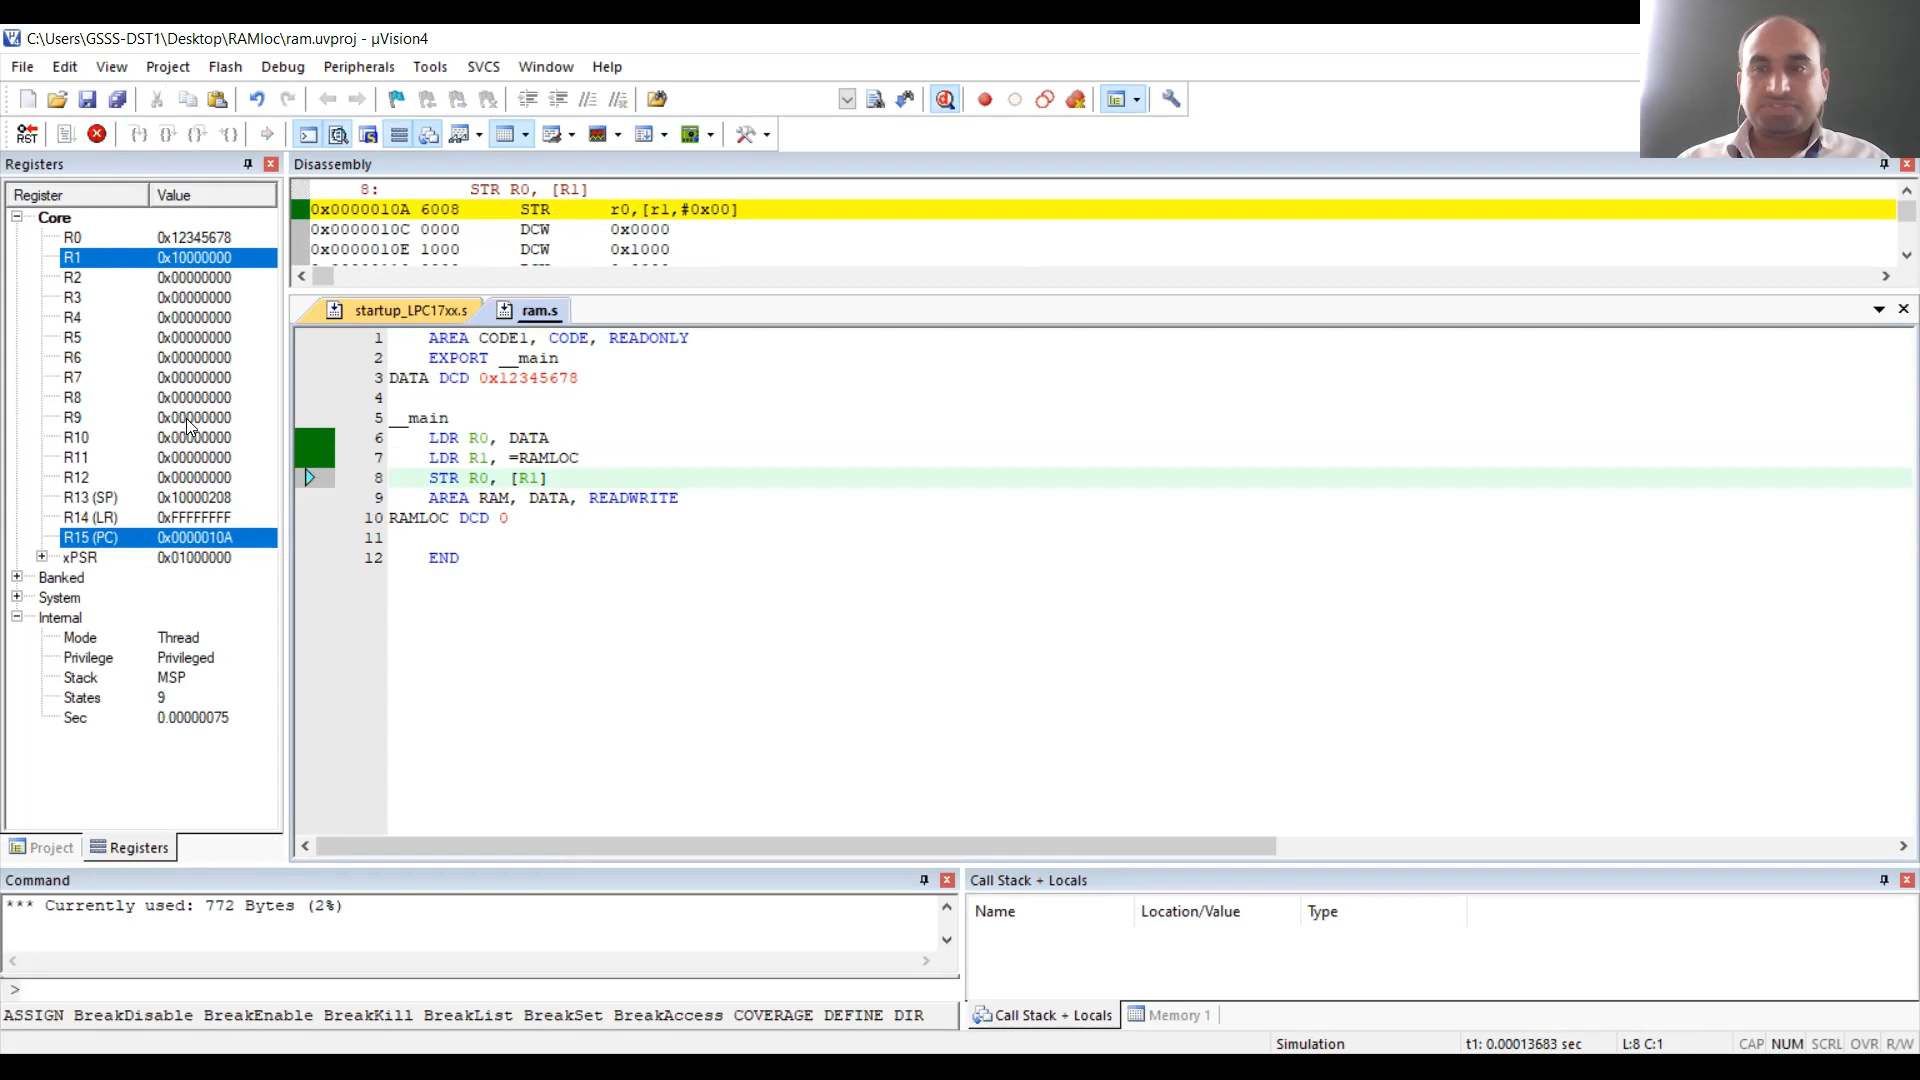 C:\Users\GSSS-DST1\Desktop\RAMloc\ram.uvproj - µVision4
File Edit View Project Flash Debug Peripherals Tools SVCS Window Help
RST
Registers
Register Value
Core
R0 0x12345678
R1 0x10000000
R2 0x00000000
R3 0x00000000
R4 0x00000000
R5 0x00000000
R6 0x00000000
R7 0x00000000
R8 0x00000000
R9 0x00000000
R10 0x00000000
R11 0x00000000
R12 0x00000000
R13 (SP) 0x10000208
R14 (LR) 0xFFFFFFFF
R15 (PC) 0x0000010A
xPSR 0x01000000
Banked
System
Internal
Mode Thread
Privilege Privileged
Stack MSP
States 9
Sec 0.00000075
Project Registers
Disassembly
8: STR R0, [R1]
0x0000010A 6008 STR r0,[r1,#0x00]
0x0000010C 0000 DCW 0x0000
0x0000010E 1000 DCW 0x1000
startup_LPC17xx.s ram.s
1 AREA CODE1, CODE, READONLY
2 EXPORT __main
3 DATA DCD 0x12345678
4
5 __main
6 LDR R0, DATA
7 LDR R1, =RAMLOC
8 STR R0, [R1]
9 AREA RAM, DATA, READWRITE
10 RAMLOC DCD 0
11
12 END
Command
*** Currently used: 772 Bytes (2%)
>
ASSIGN BreakDisable BreakEnable BreakKill BreakList BreakSet BreakAccess COVERAGE DEFINE DIR
Call Stack + Locals
Name Location/Value Type
Call Stack + Locals Memory 1
Simulation t1: 0.00013683 sec L:8 C:1 CAP NUM SCRL OVR R/W